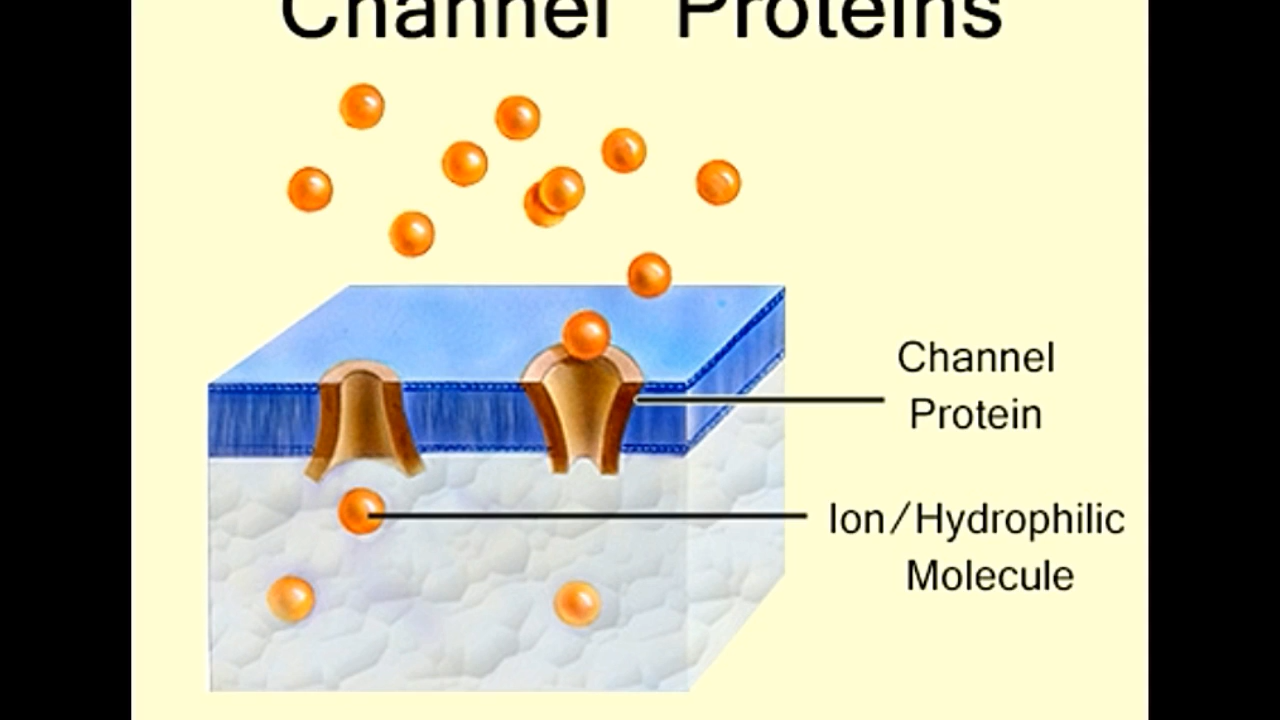 Channel Proteins
Channel
Protein
Ion/Hydrophilic
Molecule